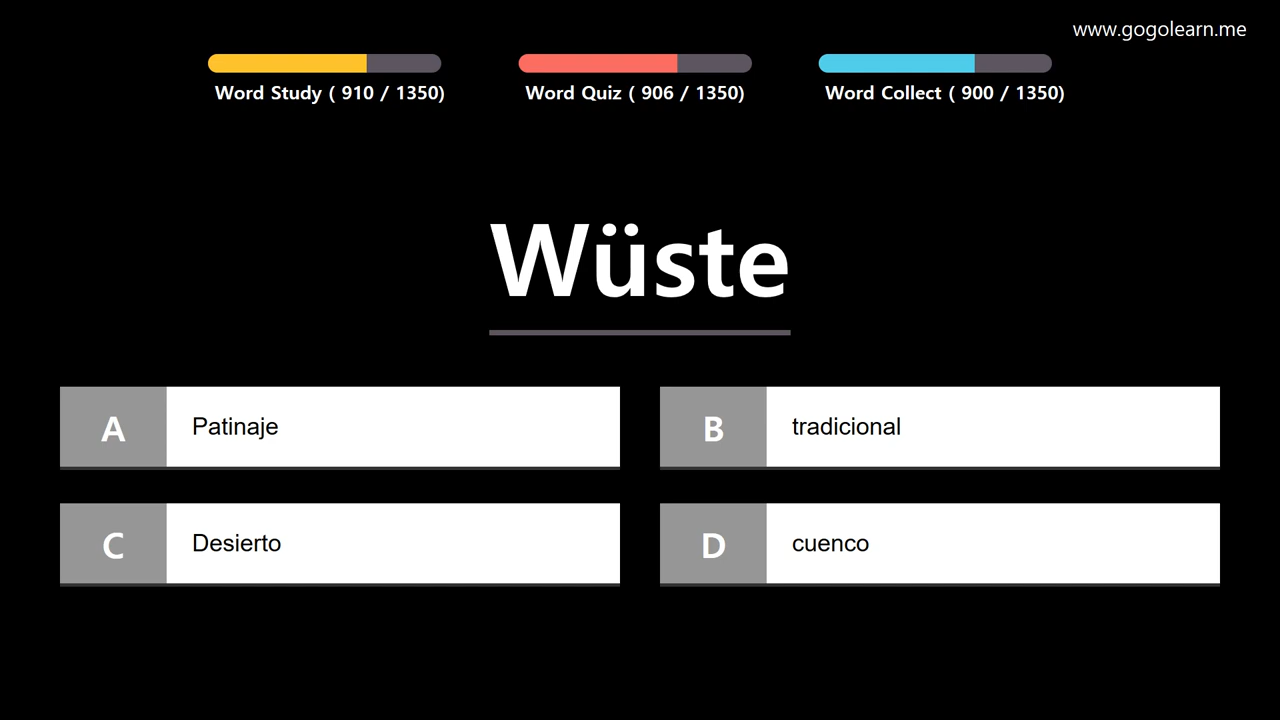 www.gogolearn.me
Word Study ( 910 / 1350)
Word Quiz ( 906 / 1350)
Word Collect ( 900 / 1350)
Wüste
A Patinaje
B tradicional
C Desierto
D cuenco